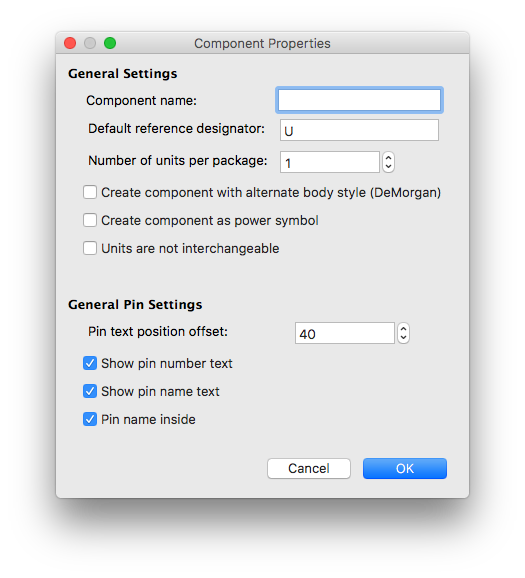 Component Properties
General Settings
Component name:
Default reference designator: U
Number of units per package: 1
Create component with alternate body style (DeMorgan)
Create component as power symbol
Units are not interchangeable
General Pin Settings
Pin text position offset: 40
Show pin number text
Show pin name text
Pin name inside
Cancel OK